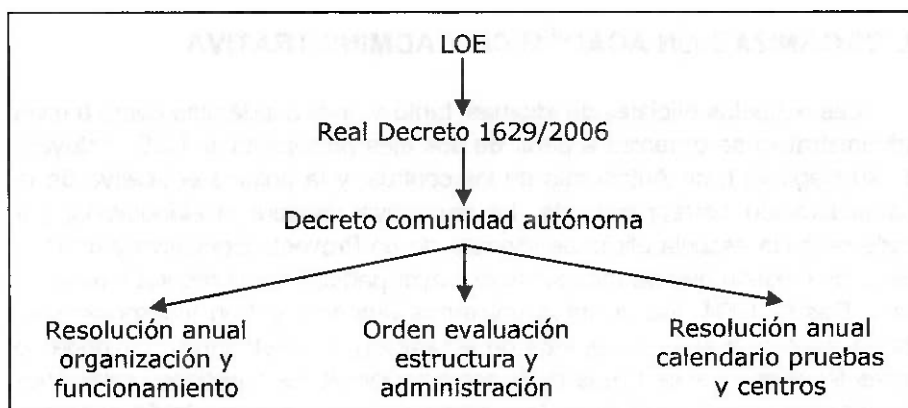 LOE
Real Decreto 1629/2006
Decreto comunidad autónoma
Resolución anual
organización y
funcionamiento
Orden evaluación
estructura y
administración
Resolución anual
calendario pruebas
y centros